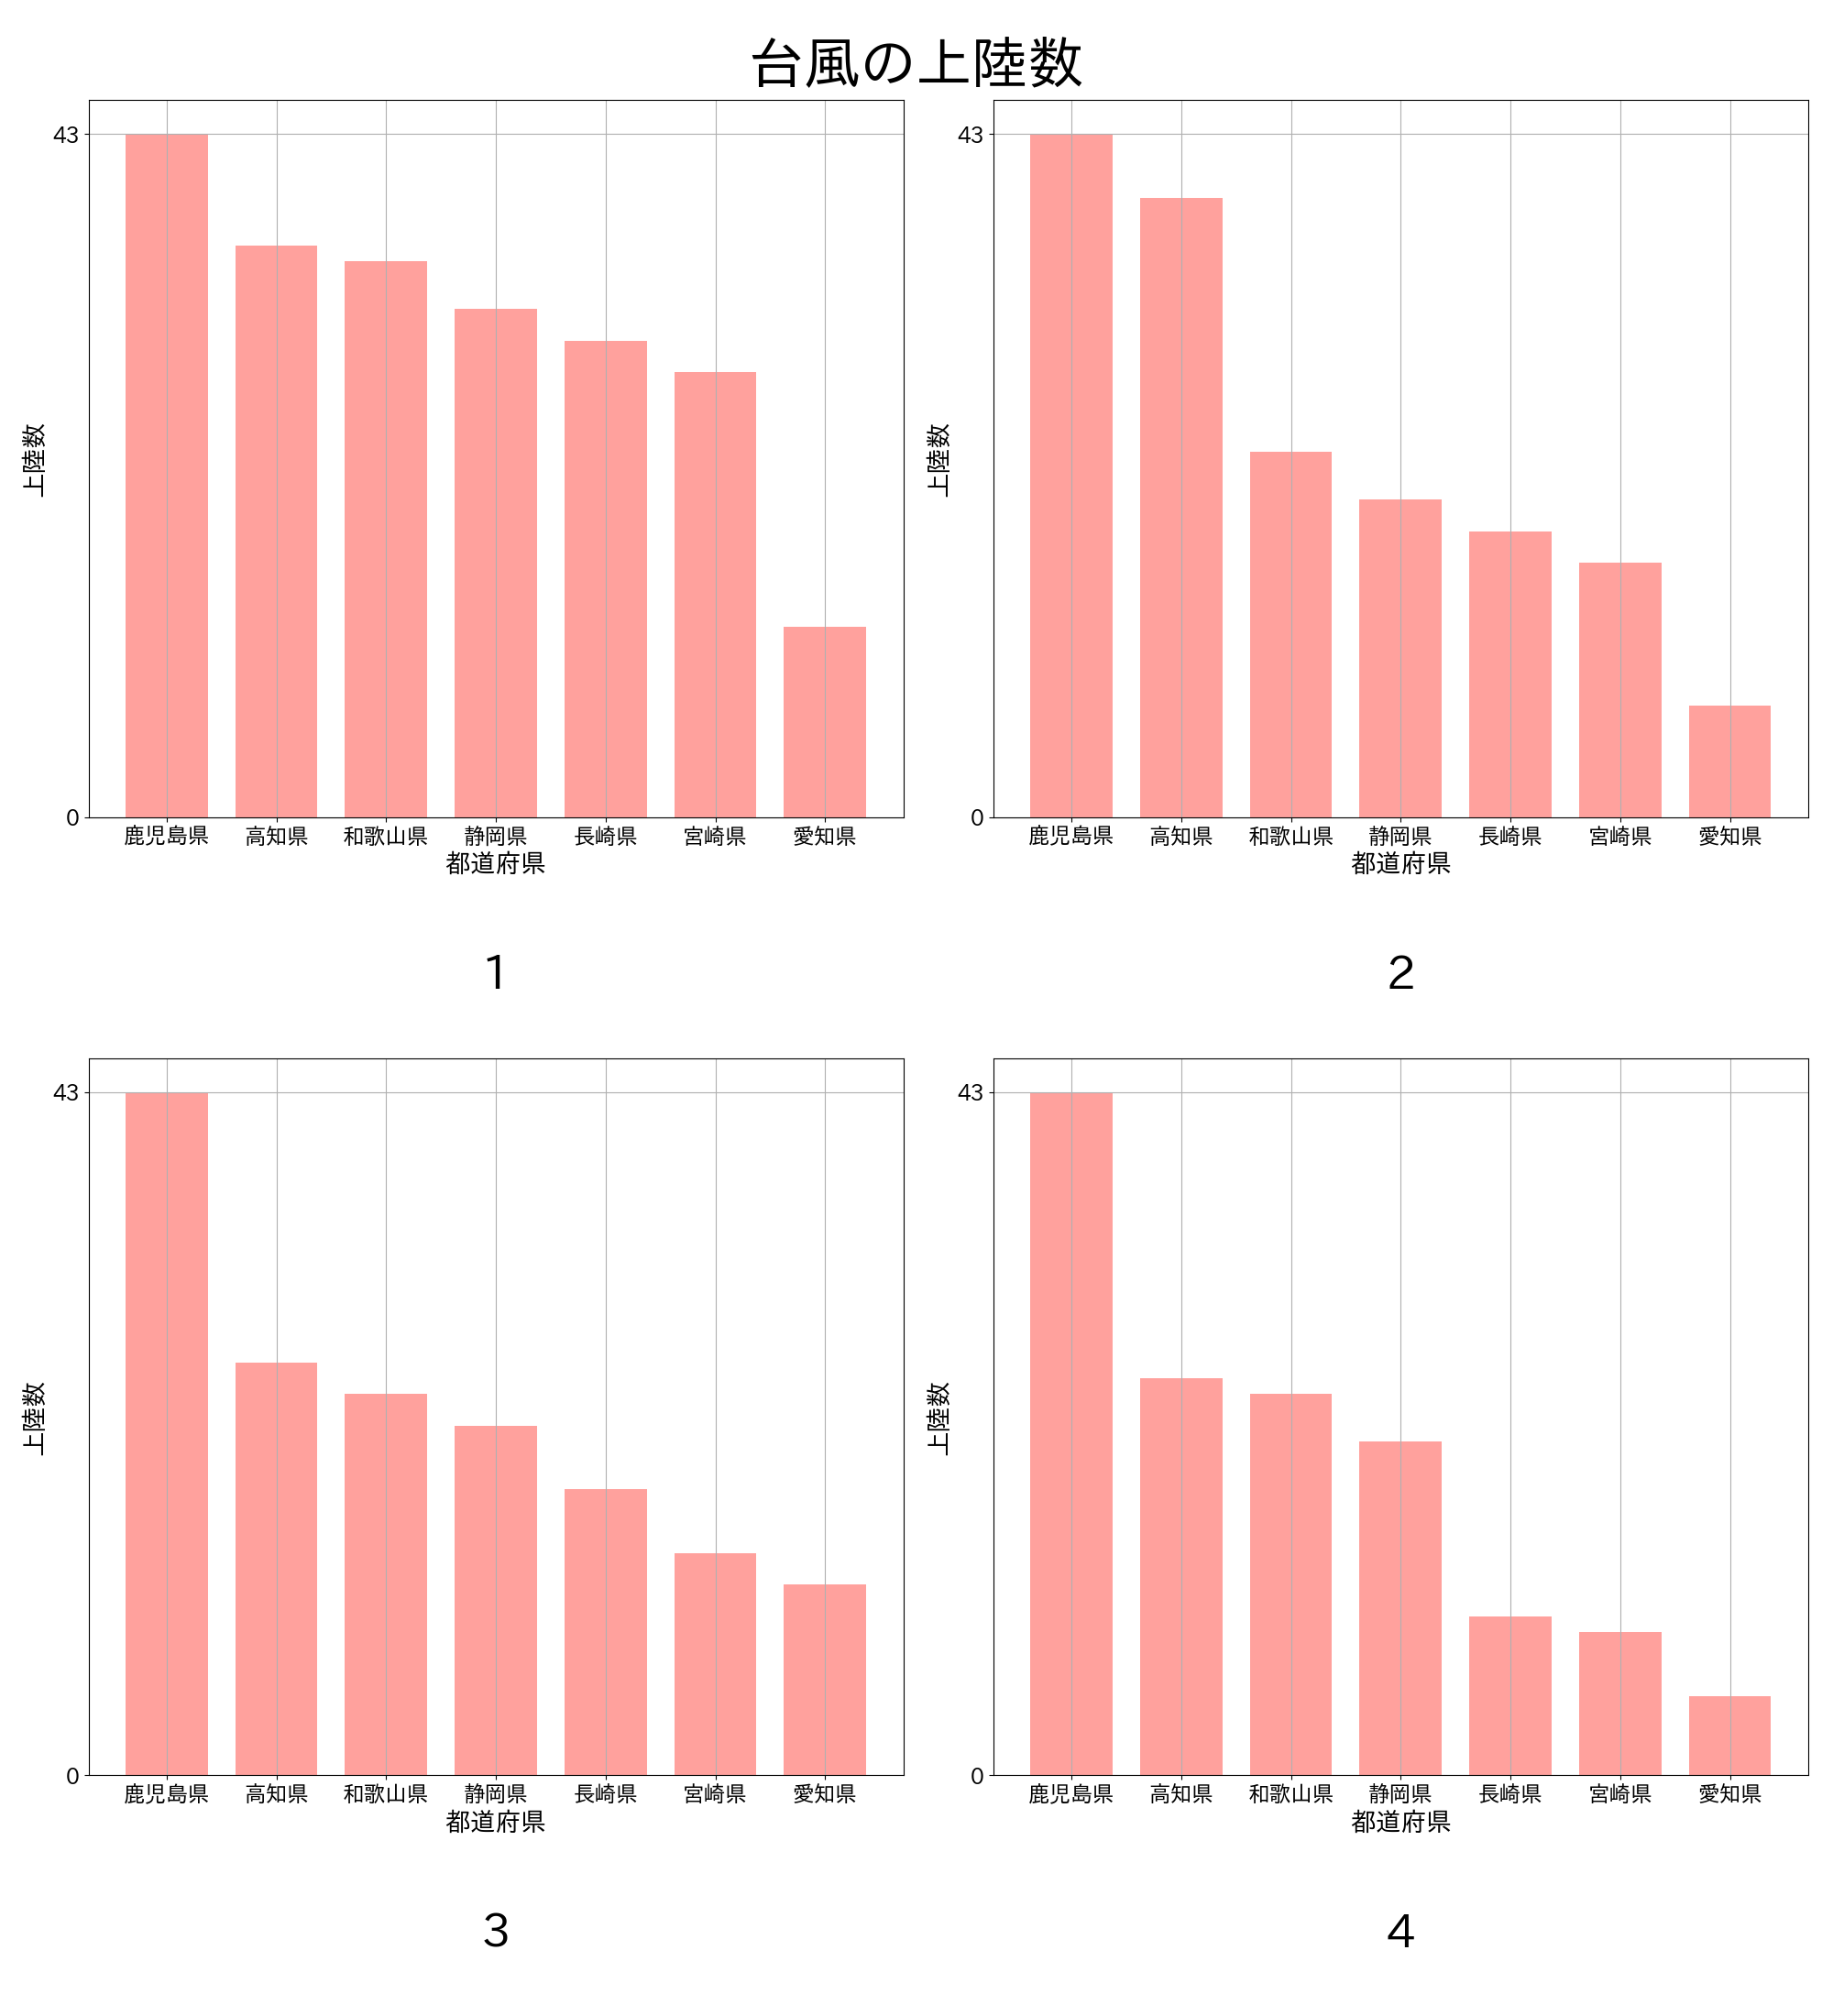 台風の上陸数
43
0
上陸数
鹿児島県 高知県 和歌山県 静岡県 長崎県 宮崎県 愛知県
都道府県
1
43
0
上陸数
鹿児島県 高知県 和歌山県 静岡県 長崎県 宮崎県 愛知県
都道府県
2
43
0
上陸数
鹿児島県 高知県 和歌山県 静岡県 長崎県 宮崎県 愛知県
都道府県
3
43
0
上陸数
鹿児島県 高知県 和歌山県 静岡県 長崎県 宮崎県 愛知県
都道府県
4